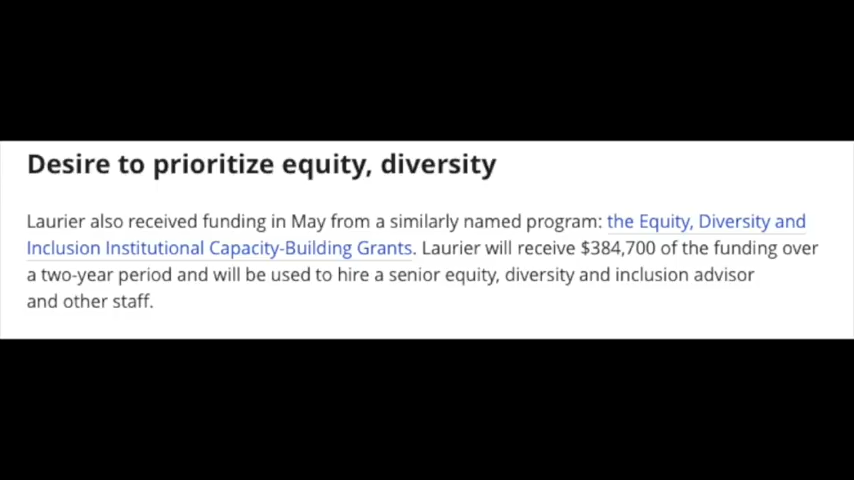 Desire to prioritize equity, diversity
Laurier also received funding in May from a similarly named program: the Equity, Diversity and
Inclusion Institutional Capacity-Building Grants. Laurier will receive $384,700 of the funding over
a two-year period and will be used to hire a senior equity, diversity and inclusion advisor
and other staff.